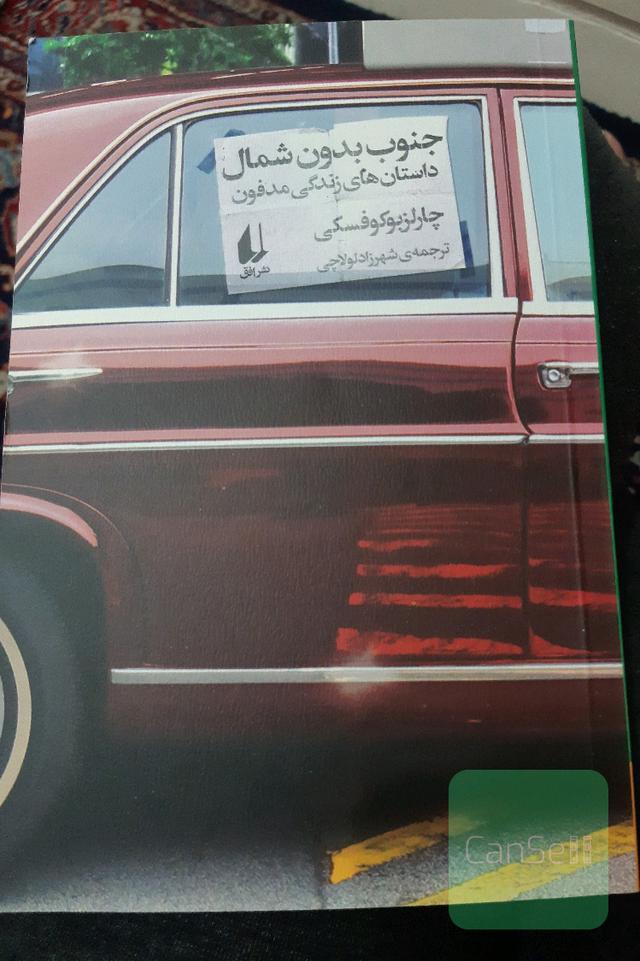 جنوب بدون شمال
داستان‌های زندگی مدفون
چارلز بوکوفسکی
ترجمه‌ی شهرزاد لولاچی
نشر افق
CanSell